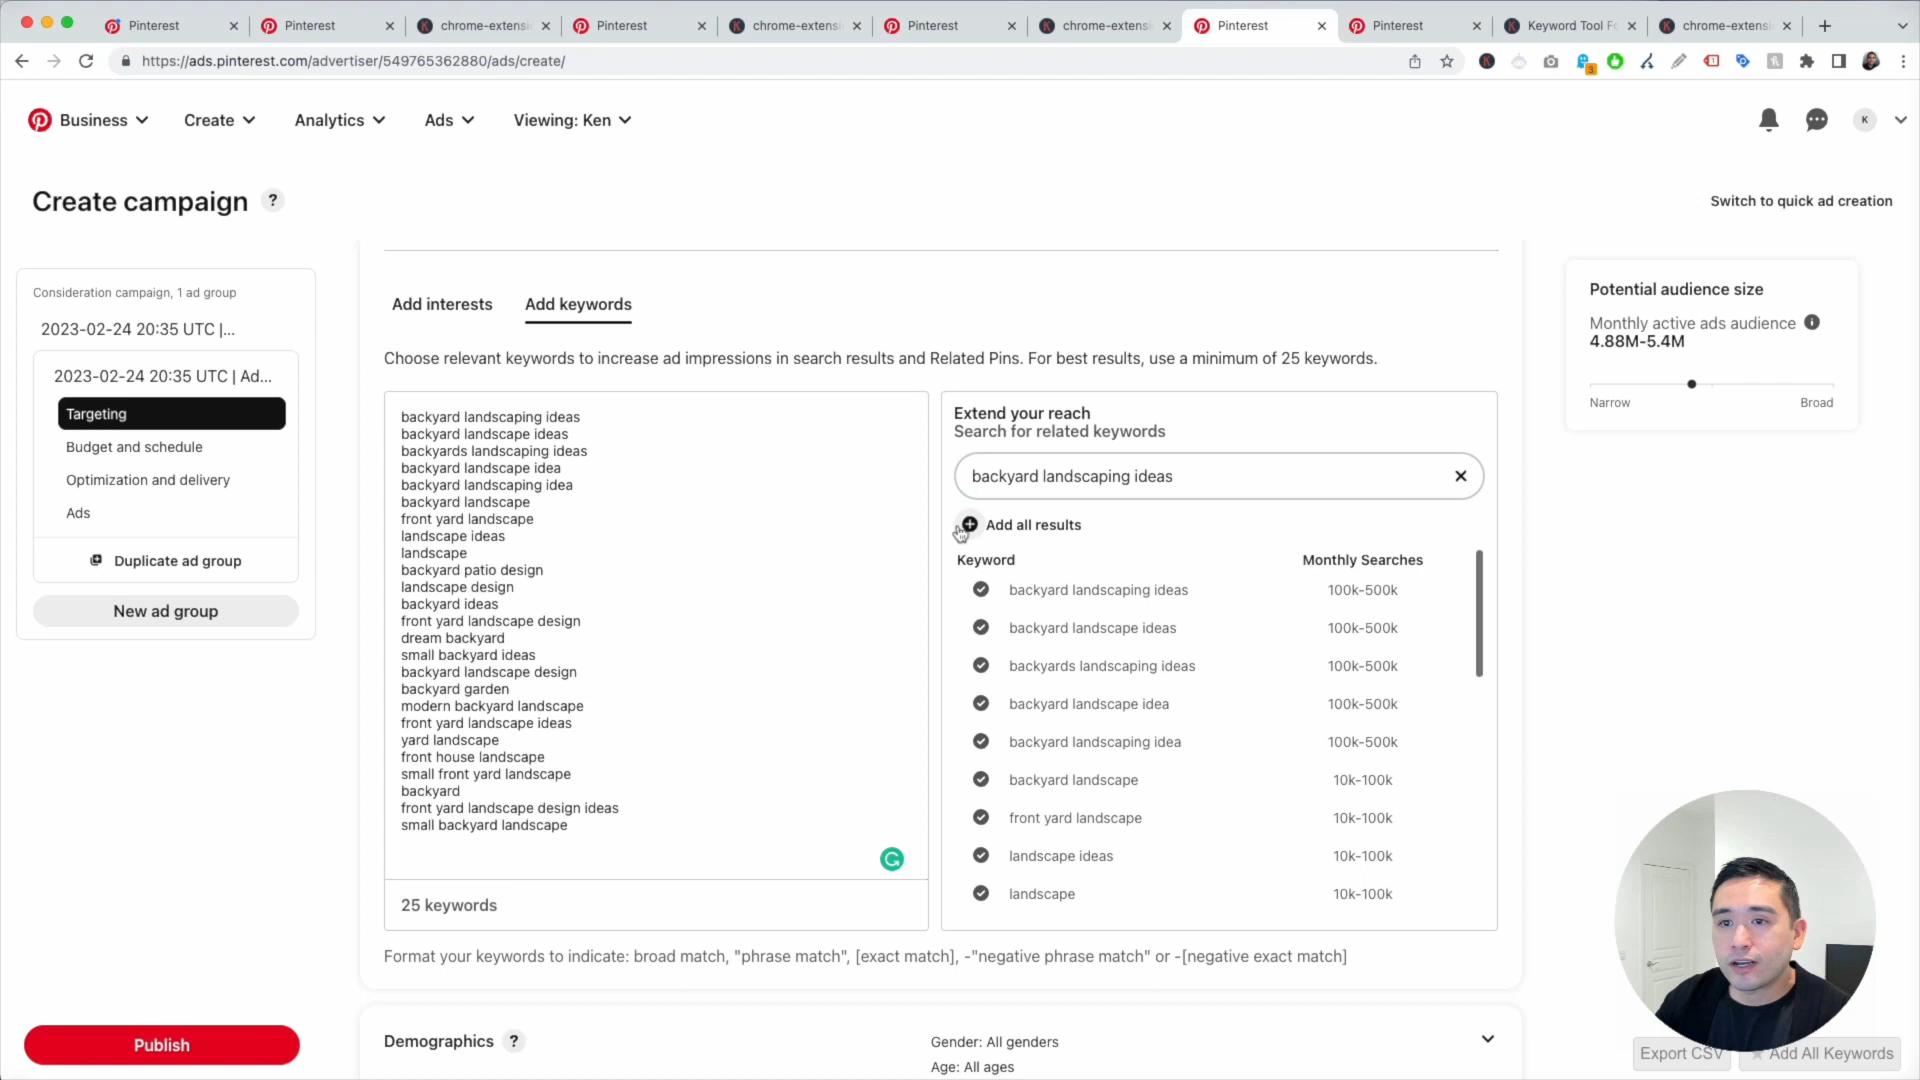 Pinterest
Pinterest
chrome-extensi
Pinterest
chrome-extensi
Pinterest
chrome-extensi
Pinterest
Pinterest
Keyword Tool Fo
chrome-extensi
https://ads.pinterest.com/advertiser/549765362880/ads/create/
3
Business
Create
Analytics
Ads
Viewing: Ken
K
Create campaign ?
Switch to quick ad creation
Consideration campaign, 1 ad group
2023-02-24 20:35 UTC |...
2023-02-24 20:35 UTC | Ad...
Targeting
Budget and schedule
Optimization and delivery
Ads
Duplicate ad group
New ad group
Publish
Add interests
Add keywords
Choose relevant keywords to increase ad impressions in search results and Related Pins. For best results, use a minimum of 25 keywords.
backyard landscaping ideas
backyard landscape ideas
backyards landscaping ideas
backyard landscape idea
backyard landscaping idea
backyard landscape
front yard landscape
landscape ideas
landscape
backyard patio design
landscape design
backyard ideas
front yard landscape design
dream backyard
small backyard ideas
backyard landscape design
backyard garden
modern backyard landscape
front yard landscape ideas
yard landscape
front house landscape
small front yard landscape
backyard
front yard landscape design ideas
small backyard landscape
25 keywords
Extend your reach
Search for related keywords
backyard landscaping ideas
Add all results
Keyword Monthly Searches
backyard landscaping ideas 100k-500k
backyard landscape ideas 100k-500k
backyards landscaping ideas 100k-500k
backyard landscape idea 100k-500k
backyard landscaping idea 100k-500k
backyard landscape 10k-100k
front yard landscape 10k-100k
landscape ideas 10k-100k
landscape 10k-100k
Format your keywords to indicate: broad match, "phrase match", [exact match], -"negative phrase match" or -[negative exact match]
Demographics ?
Gender: All genders
Age: All ages
Potential audience size
Monthly active ads audience
4.88M-5.4M
Narrow
Broad
Export CSV
Add All Keywords